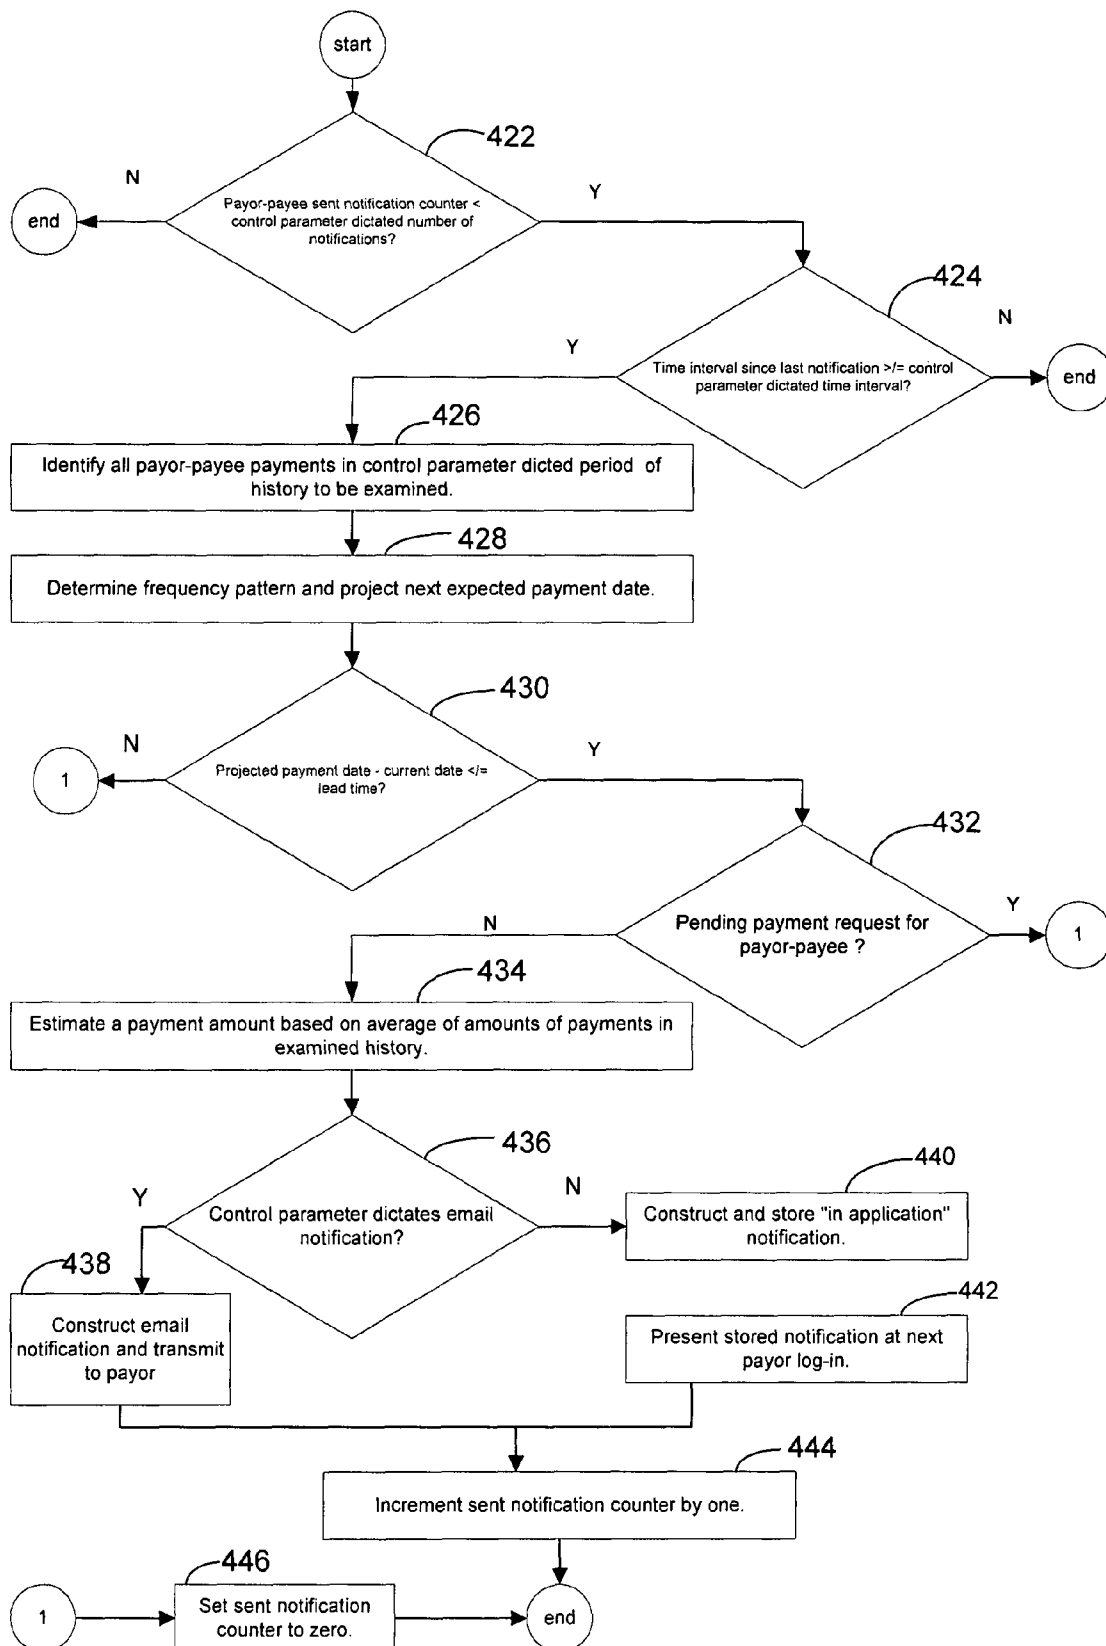 start
422
N
Y
Payor-payee sent notification counter <
control parameter dictated number of
notifications?
end
424
N
Y
Time interval since last notification >/= control
parameter dictated time interval?
end
426
Identify all payor-payee payments in control parameter dicted period of
history to be examined.
428
Determine frequency pattern and project next expected payment date.
430
N
Y
1
Projected payment date - current date </=
lead time?
432
Y
N
Pending payment request for
payor-payee ?
1
434
Estimate a payment amount based on average of amounts of payments in
examined history.
436
Y
N
Control parameter dictates email
notification?
440
Construct and store "in application"
notification.
438
Construct email
notification and transmit
to payor
442
Present stored notification at next
payor log-in.
444
Increment sent notification counter by one.
446
1
Set sent notification
counter to zero.
end